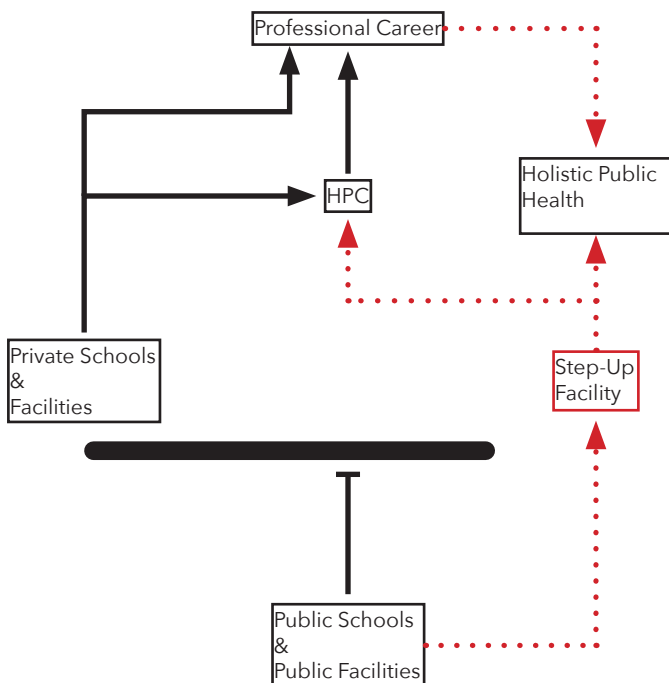 Professional Career
Holistic Public
Health
HPC
Private Schools
&
Facilities
Step-Up
Facility
Public Schools
&
Public Facilities